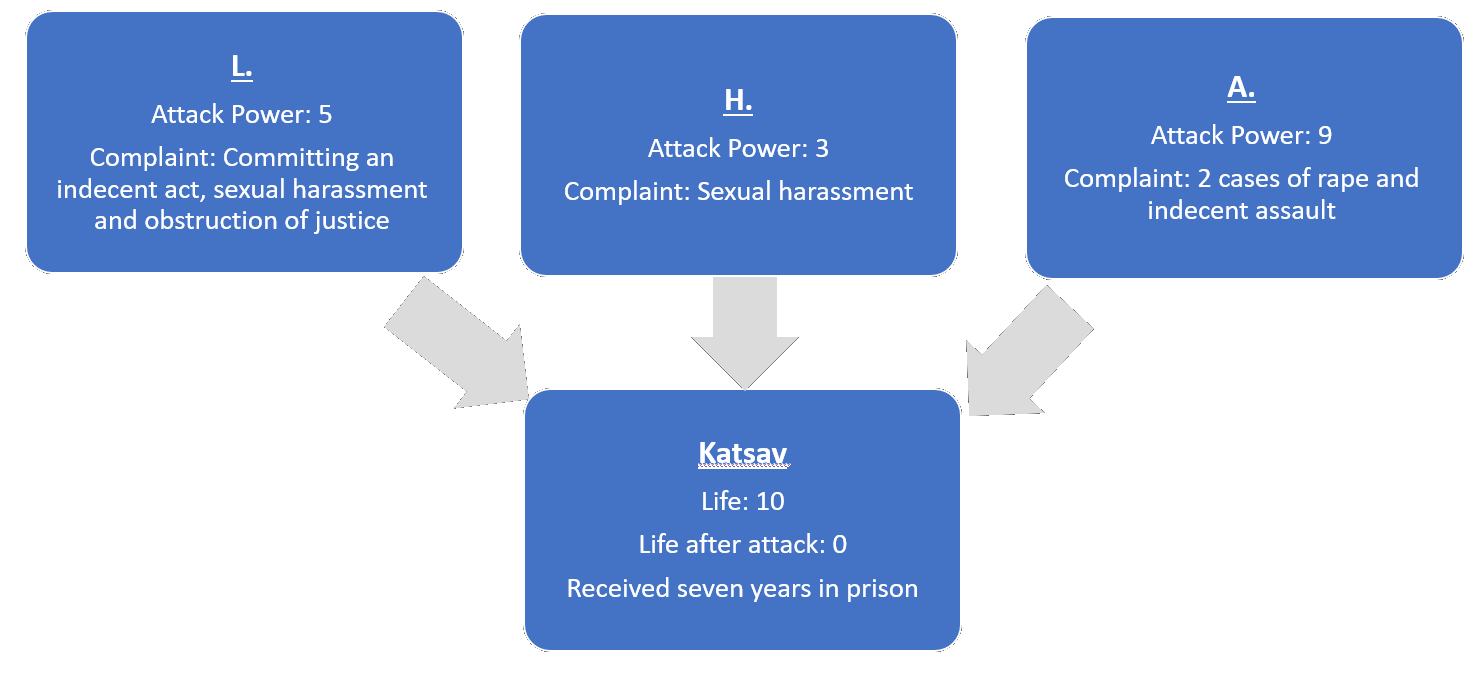 L.
Attack Power: 5
Complaint: Committing an
indecent act, sexual harassment
and obstruction of justice
H.
Attack Power: 3
Complaint: Sexual harassment
A.
Attack Power: 9
Complaint: 2 cases of rape and
indecent assault
Katsav
Life: 10
Life after attack: 0
Received seven years in prison